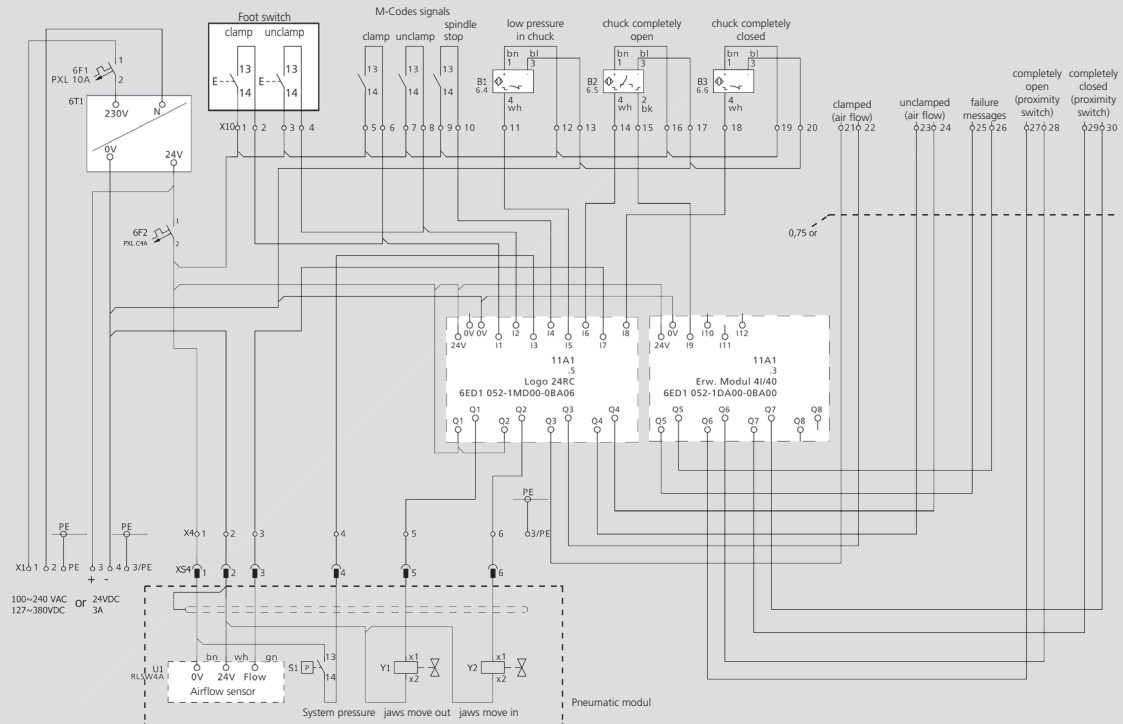 Foot switch
clamp unclamp
M-Codes signals
clamp unclamp spindle stop
low pressure in chuck
chuck completely open
chuck completely closed
6F1
PXL 10A
1
2
6T1
230V
N
0V
24V
E
13
14
E
13
14
13
14
13
14
13
14
bn bl
1 3
B1
6.4
4
wh
bn bl
1 3
B2
6.5
4 2
wh bk
bn bl
1 3
B3
6.6
4
wh
clamped
(air flow)
unclamped
(air flow)
failure
messages
completely
open
(proximity
switch)
completely
closed
(proximity
switch)
X10 1 2 3 4 5 6 7 8 9 10 11 12 13 14 15 16 17 18 19 20 21 22 23 24 25 26 27 28 29 30
6F2
PXL C4A
1
2
0,75 or
24V 0V 0V I1 I2 I3 I4 I5 I6 I7 I8
11A1
.5
Logo 24RC
6ED1 052-1MD00-0BA06
Q1 Q1 Q2 Q2 Q3 Q3 Q4 Q4
24V 0V I9 I10 I11 I12
11A1
.3
Erw. Modul 4I/40
6ED1 052-1DA00-0BA00
Q5 Q5 Q6 Q6 Q7 Q7 Q8 Q8
PE
PE
PE
X4 1 2 3 4 5 6 3/PE
X1 1 2 PE 3 4 3/PE
+ -
XS4 1 2 3 4 5 6
100~240 VAC
127~380VDC
or
24VDC
3A
bn wh gn
U1
RLSW4A
0V 24V Flow
Airflow sensor
S1 P
13
14
Y1
x1
x2
Y2
x1
x2
System pressure jaws move out jaws move in
Pneumatic modul